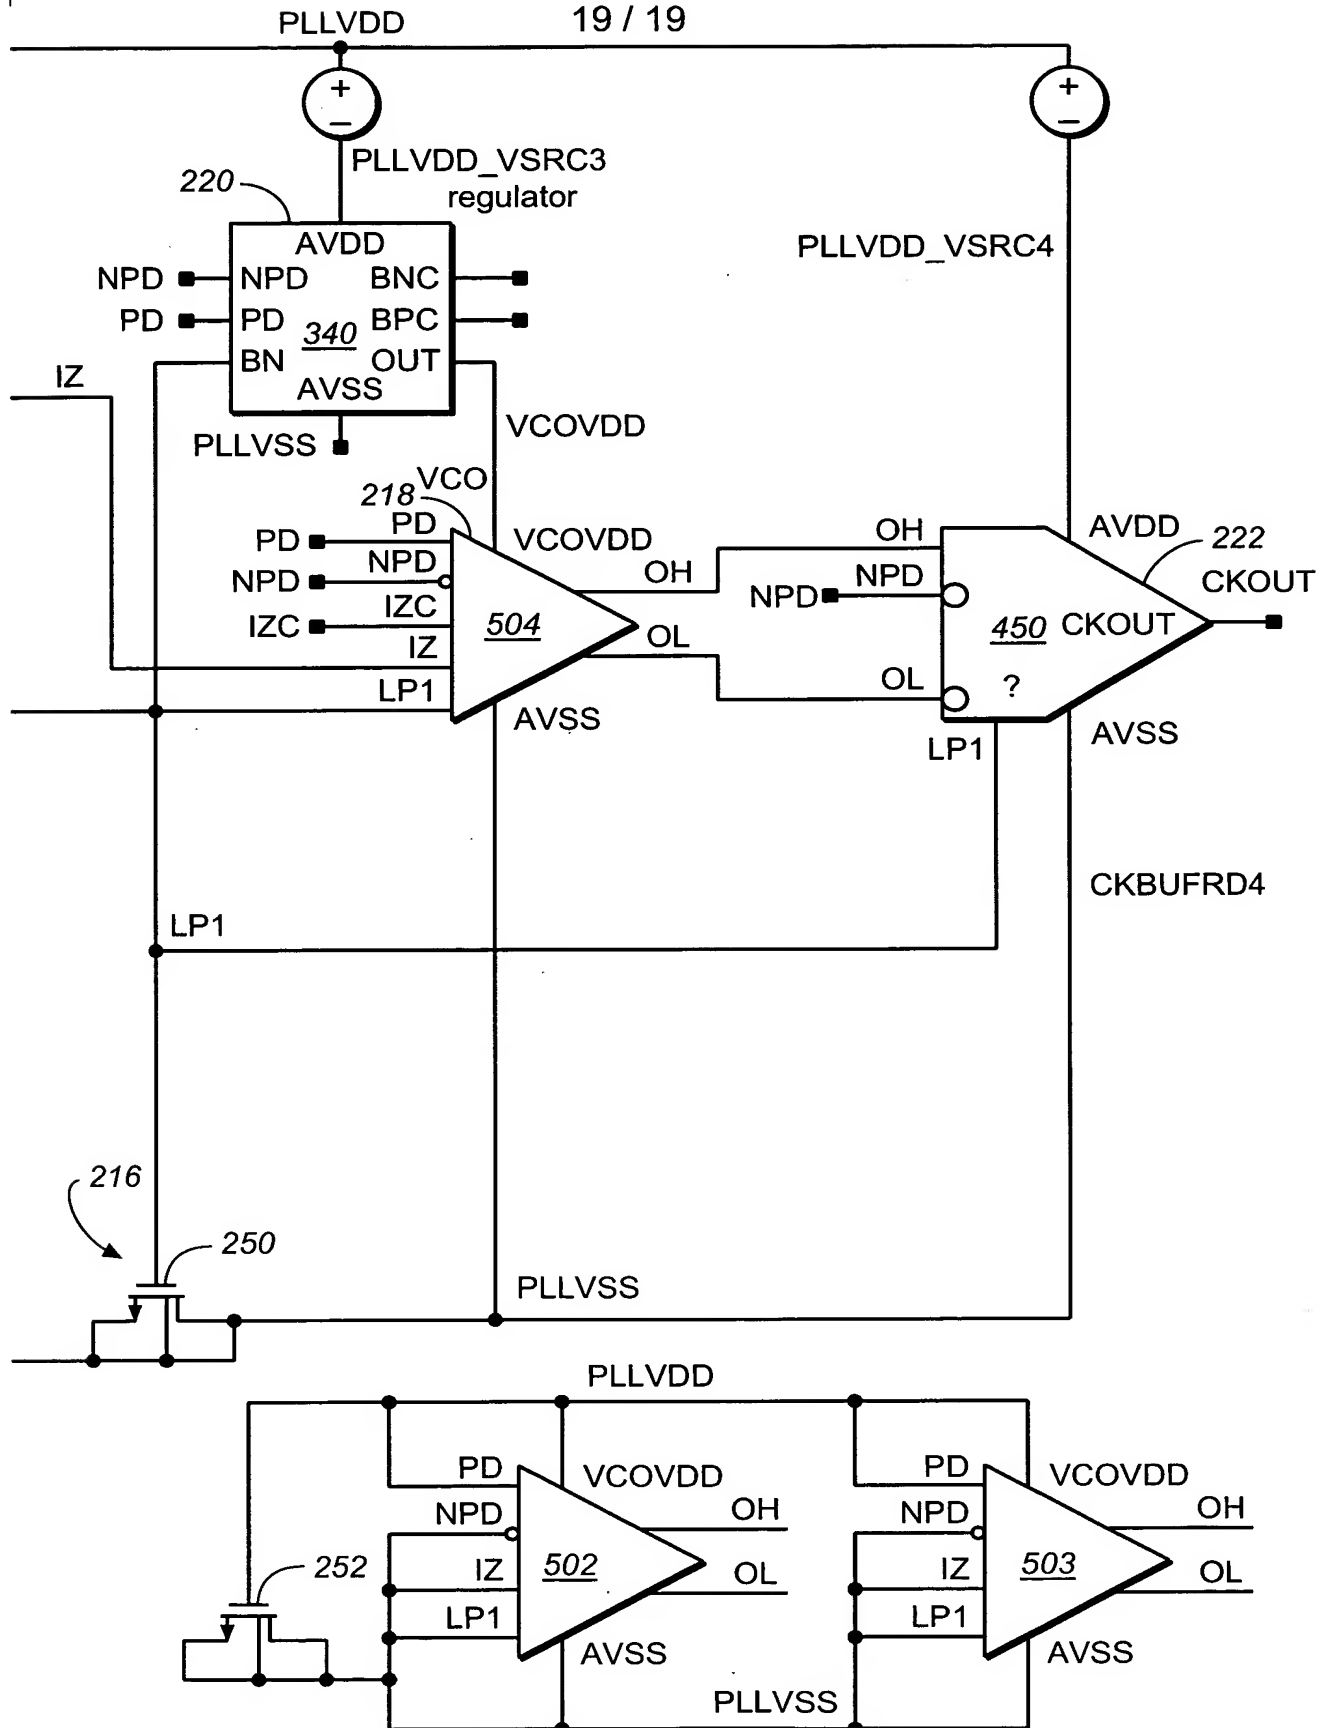 PLLVDD
19 / 19
+
−
+
−
PLLVDD_VSRC3
regulator
220
PLLVDD_VSRC4
AVDD
NPD
NPD
BNC
PD
PD
BPC
340
BN
OUT
AVSS
IZ
PLLVSS
VCOVDD
VCO
218
PD
PD
VCOVDD
NPD
NPD
IZC
IZC
504
IZ
LP1
AVSS
OH
OL
OH
AVDD
222
NPD
NPD
CKOUT
450
CKOUT
OL
?
LP1
AVSS
CKBUFRD4
LP1
216
250
PLLVSS
PLLVDD
PD
VCOVDD
NPD
OH
IZ
502
OL
LP1
AVSS
252
PD
VCOVDD
NPD
OH
IZ
503
OL
LP1
AVSS
PLLVSS